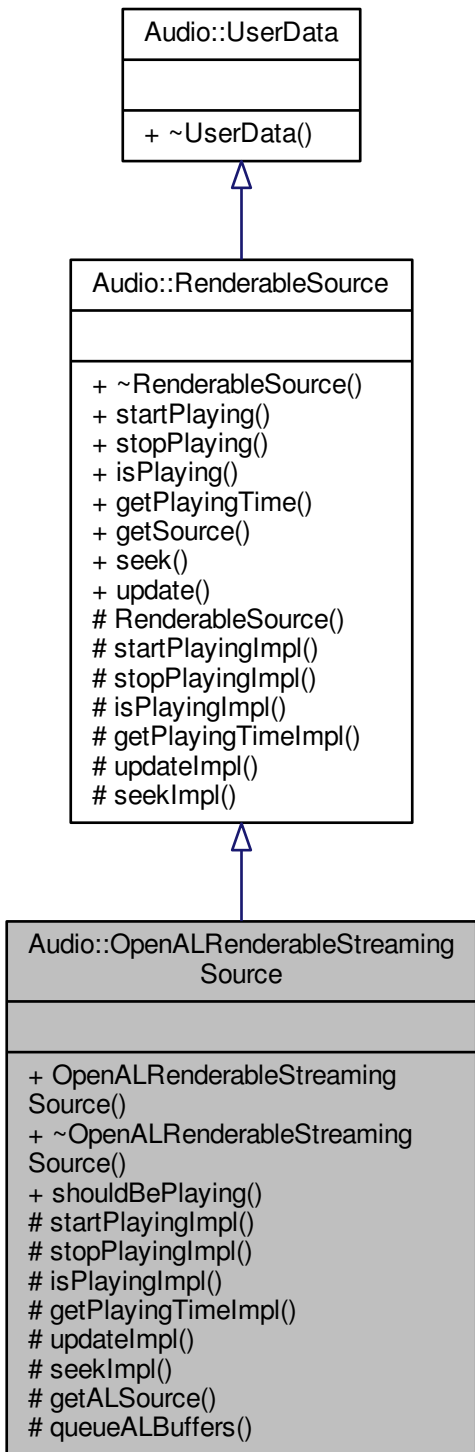 Audio::UserData
+ ~UserData()
Audio::RenderableSource
+ ~RenderableSource()
+ startPlaying()
+ stopPlaying()
+ isPlaying()
+ getPlayingTime()
+ getSource()
+ seek()
+ update()
# RenderableSource()
# startPlayingImpl()
# stopPlayingImpl()
# isPlayingImpl()
# getPlayingTimeImpl()
# updateImpl()
# seekImpl()
Audio::OpenALRenderableStreaming
Source
+ OpenALRenderableStreaming
Source()
+ ~OpenALRenderableStreaming
Source()
+ shouldBePlaying()
# startPlayingImpl()
# stopPlayingImpl()
# isPlayingImpl()
# getPlayingTimeImpl()
# updateImpl()
# seekImpl()
# getALSource()
# queueALBuffers()